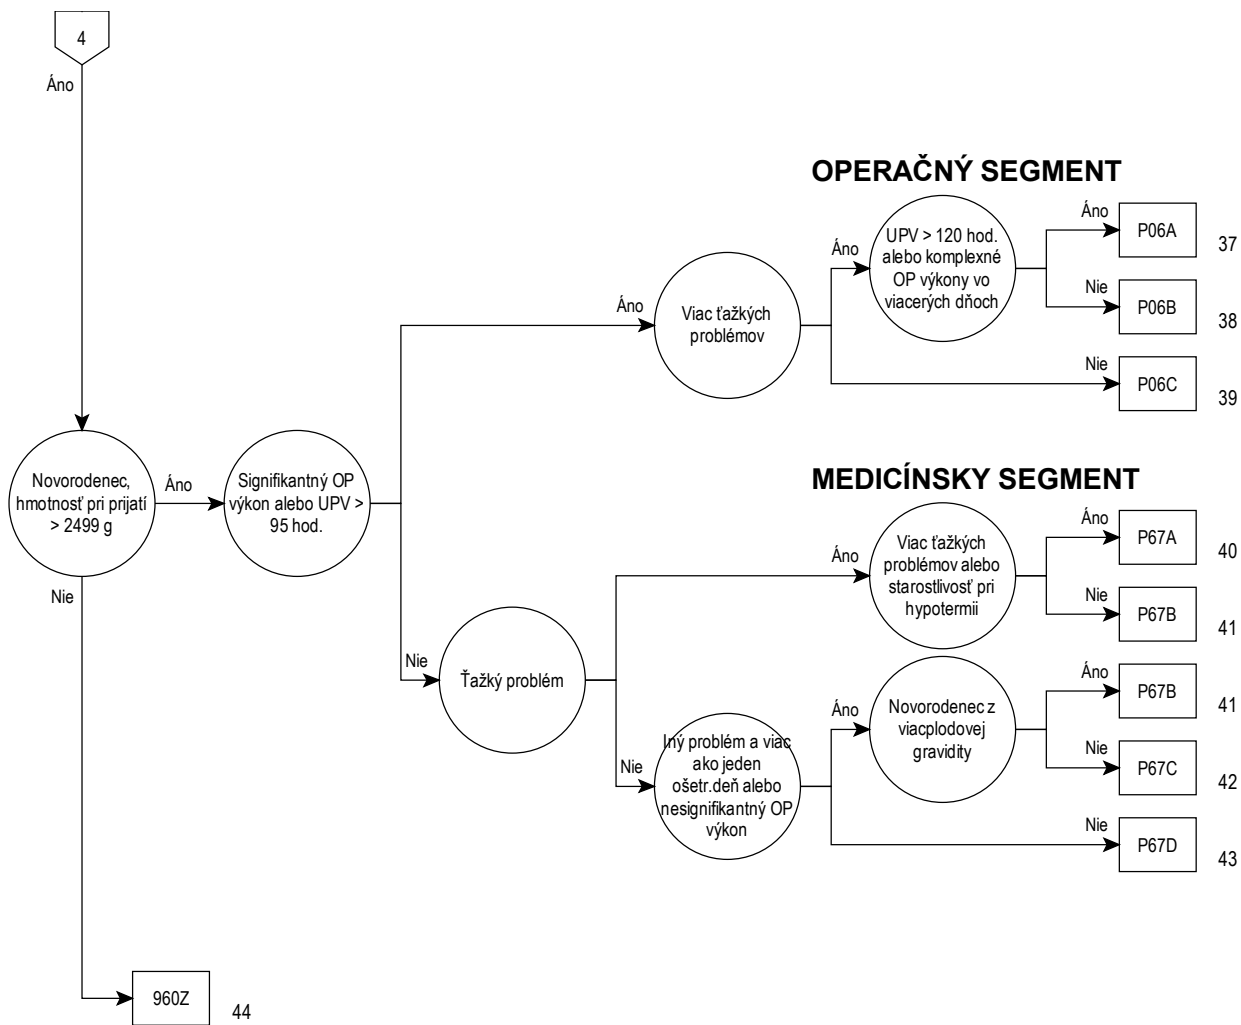 4
Áno
OPERAČNÝ SEGMENT
UPV > 120 hod.
alebo komplexné
OP výkony vo
viacerých dňoch
Áno
Áno
P06A
37
Nie
P06B
38
Áno
Viac ťažkých
problémov
Nie
P06C
39
Novorodenec,
hmotnosť pri prijatí
> 2499 g
Áno
Signifikantný OP
výkon alebo UPV >
95 hod.
MEDICÍNSKY SEGMENT
Áno
Viac ťažkých
problémov alebo
starostlivosť pri
hypotermii
Áno
P67A
40
Nie
P67B
41
Nie
Nie
Ťažký problém
Áno
Novorodenec z
viacplodovej
gravidity
Áno
P67B
41
Nie
P67C
42
Nie
Iný problém a viac
ako jeden
ošetr.deň alebo
nesignifikantný OP
výkon
Nie
P67D
43
960Z
44